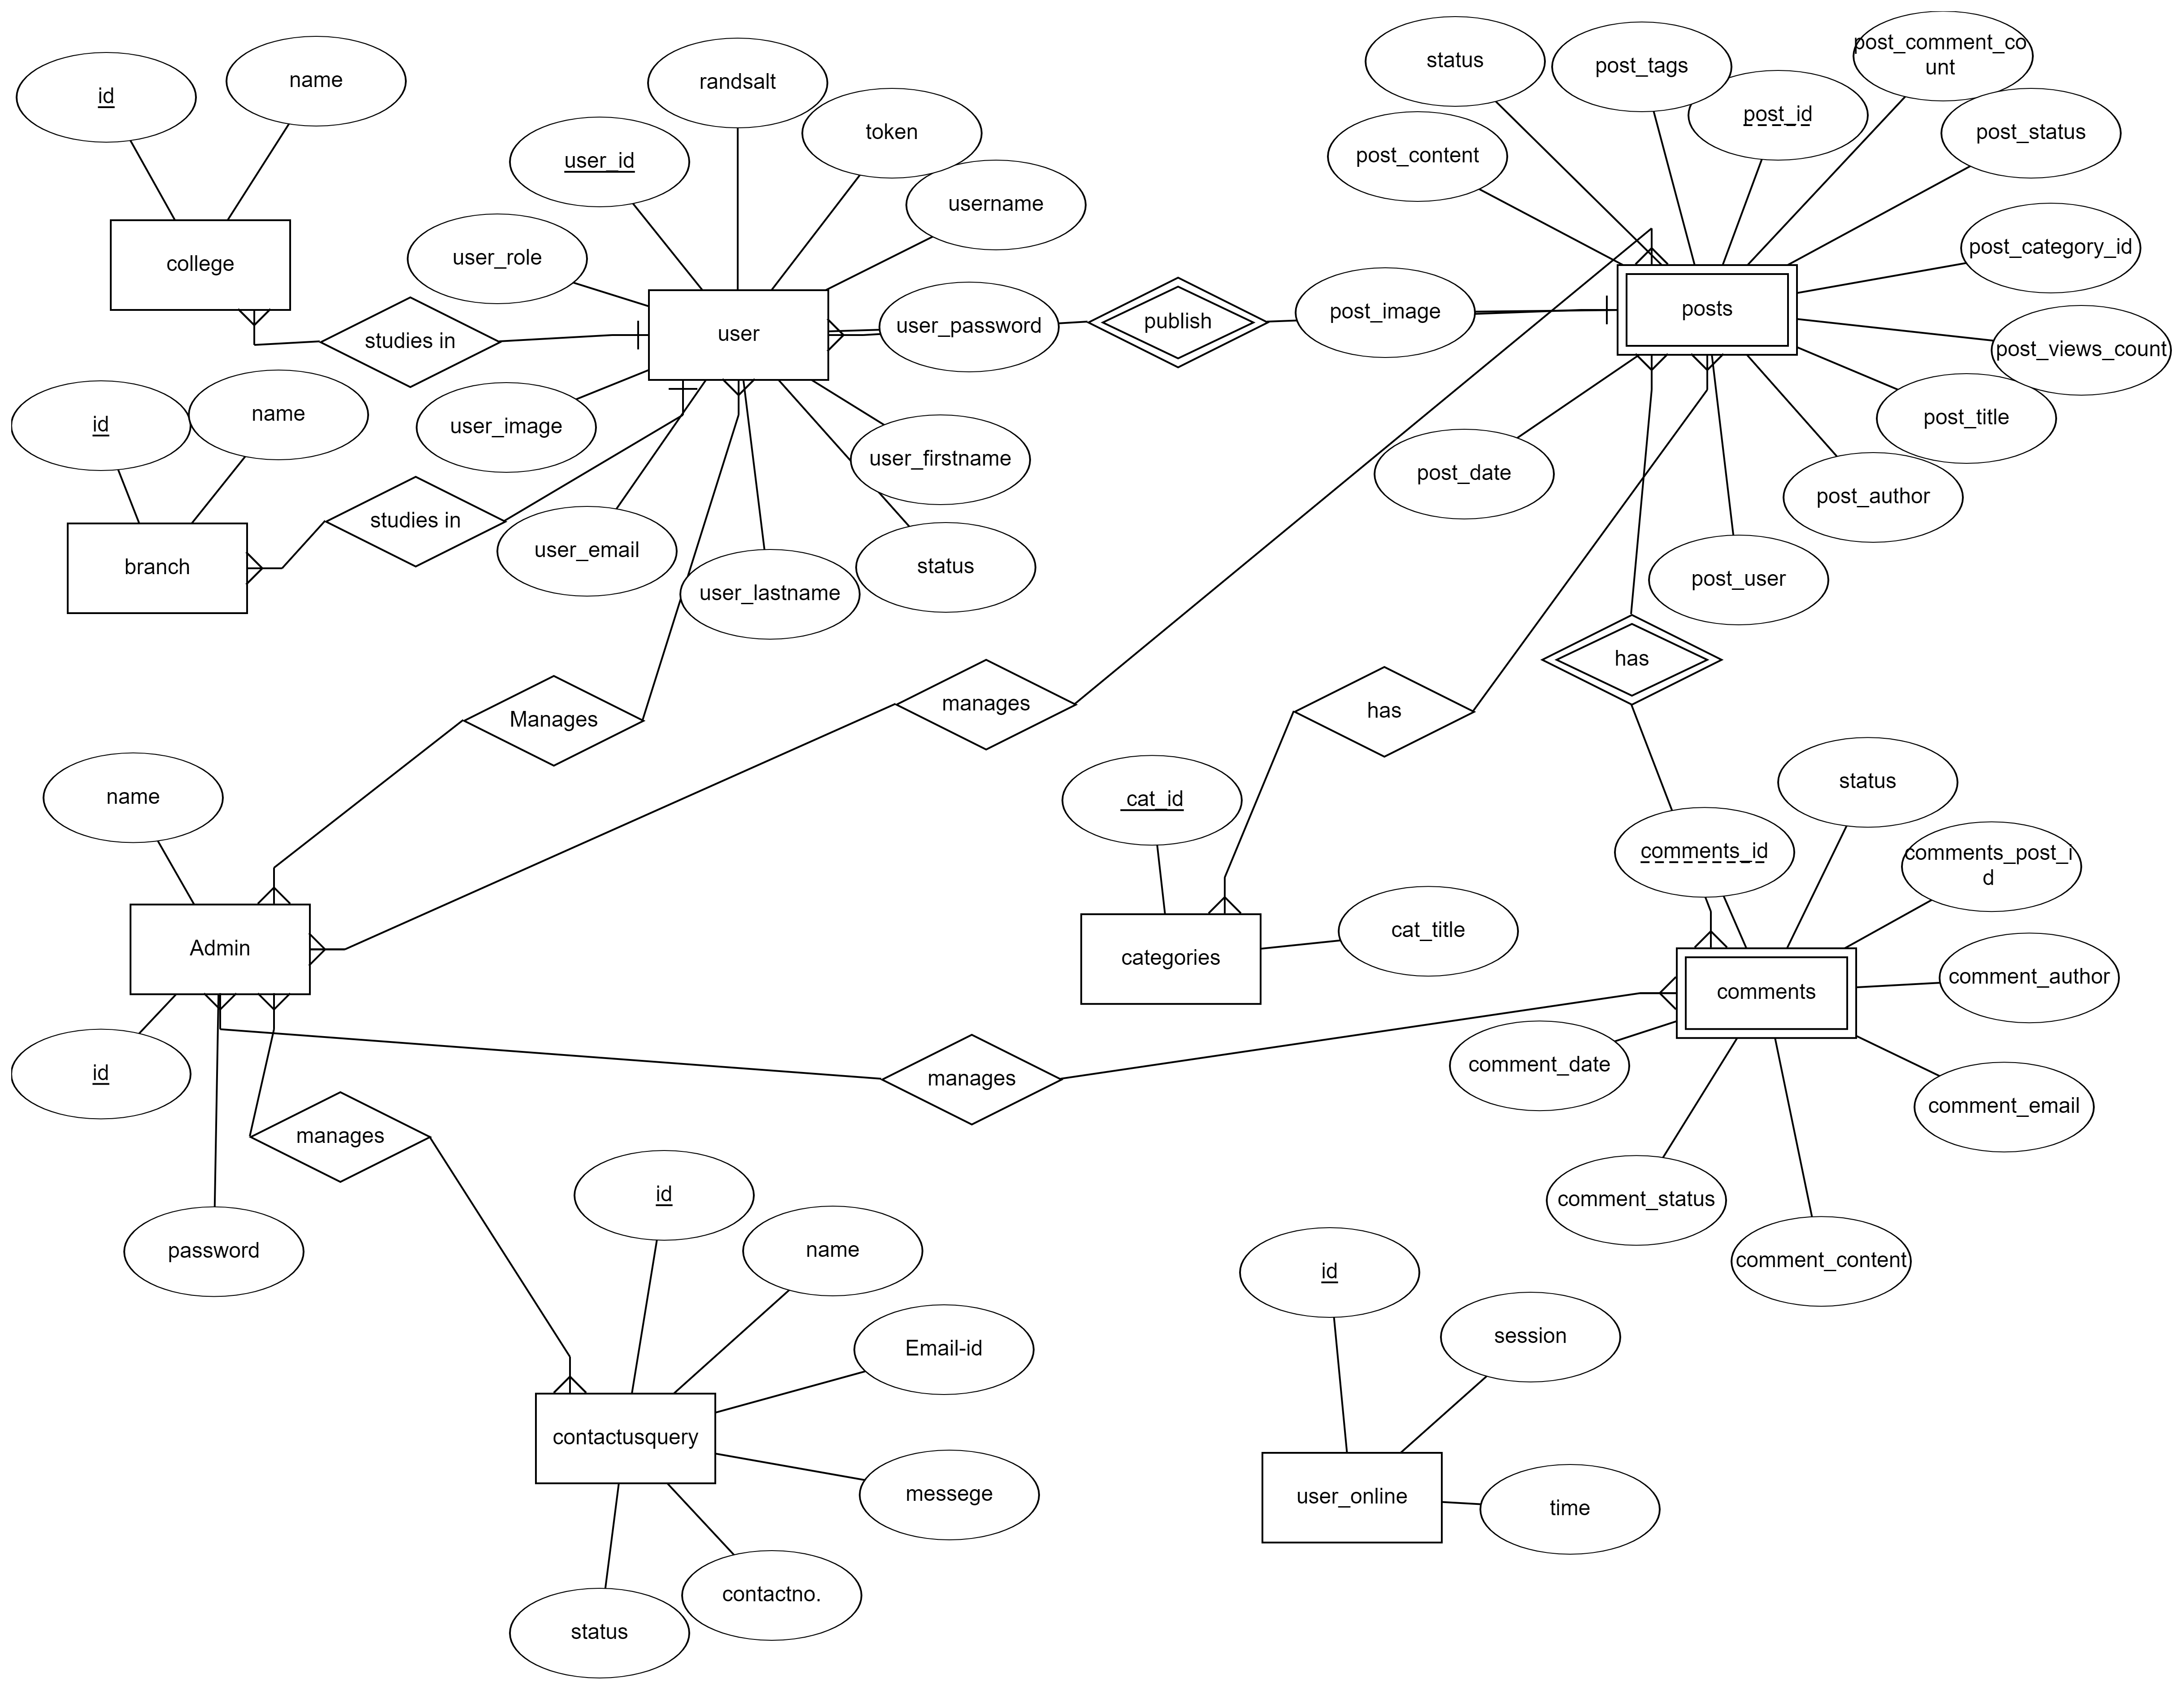 id
name
college
studies in
id
name
branch
studies in
randsalt
token
user_id
username
user_role
user
user_password
user_image
user_firstname
user_email
user_lastname
status
publish
status
post_tags
post_comment_co
unt
post_id
post_status
post_content
post_category_id
post_image
posts
post_views_count
post_title
post_date
post_author
post_user
has
Manages
manages
has
name
Admin
id
password
manages
cat_id
categories
cat_title
status
comments_id
comments_post_i
d
comments
comment_author
comment_date
comment_email
comment_status
comment_content
manages
id
name
Email-id
contactusquery
messege
contactno.
status
id
session
user_online
time